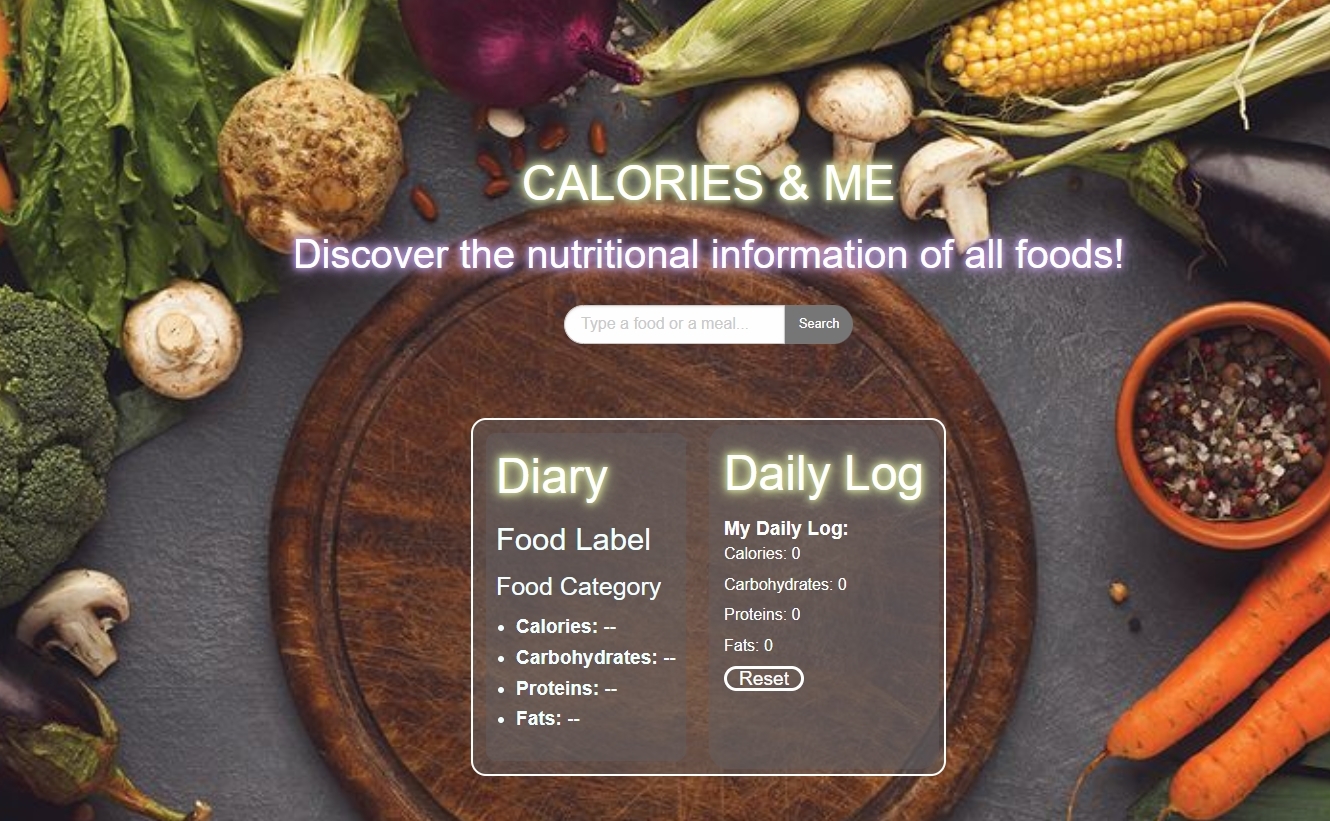 CALORIES & ME
Discover the nutritional information of all foods!
Type a food or a meal...
Search
Diary
Food Label
Food Category
Calories: --
Carbohydrates: --
Proteins: --
Fats: --
Daily Log
My Daily Log:
Calories: 0
Carbohydrates: 0
Proteins: 0
Fats: 0
Reset